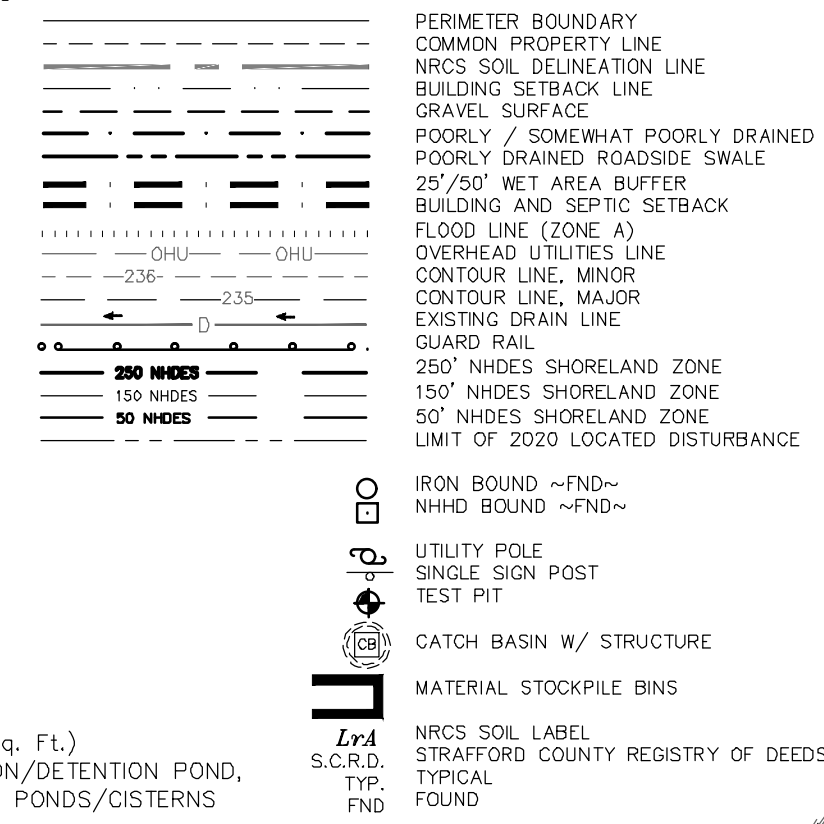 PERIMETER BOUNDARY
COMMON PROPERTY LINE
NRCS SOIL DELINEATION LINE
BUILDING SETBACK LINE
GRAVEL SURFACE
POORLY / SOMEWHAT POORLY DRAINED
POORLY DRAINED ROADSIDE SWALE
25'/50' WET AREA BUFFER
BUILDING AND SEPTIC SETBACK
FLOOD LINE (ZONE A)
OHU OHU OVERHEAD UTILITIES LINE
236 CONTOUR LINE, MINOR
235 CONTOUR LINE, MAJOR
D EXISTING DRAIN LINE
GUARD RAIL
250 NHDES 250' NHDES SHORELAND ZONE
150 NHDES 150' NHDES SHORELAND ZONE
50 NHDES 50' NHDES SHORELAND ZONE
LIMIT OF 2020 LOCATED DISTURBANCE
IRON BOUND ~FND~
NHHD BOUND ~FND~
UTILITY POLE
SINGLE SIGN POST
TEST PIT
CB CATCH BASIN W/ STRUCTURE
MATERIAL STOCKPILE BINS
LrA NRCS SOIL LABEL
S.C.R.D. STRAFFORD COUNTY REGISTRY OF DEEDS
TYP. TYPICAL
FND FOUND
q. Ft.)
ON/DETENTION POND,
PONDS/CISTERNS